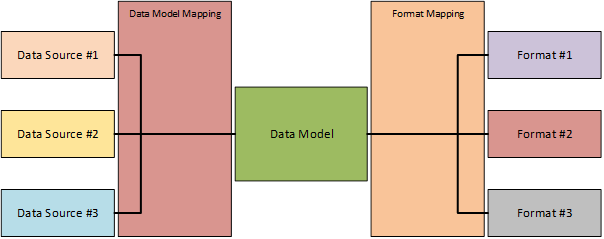 Data Model Mapping
Format Mapping
Data Source #1
Format #1
Data Source #2
Data Model
Format #2
Data Source #3
Format #3